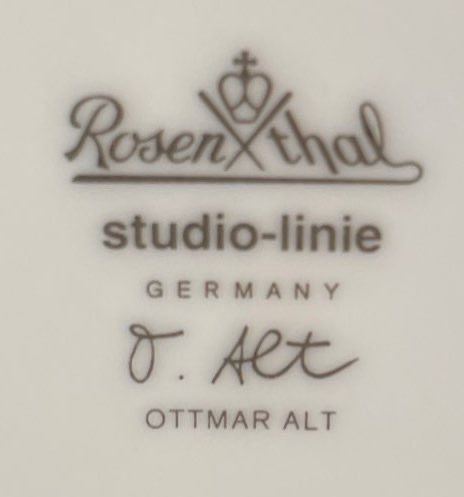 Rosenthal
studio-linie
GERMANY
O. Alt
OTTMAR ALT